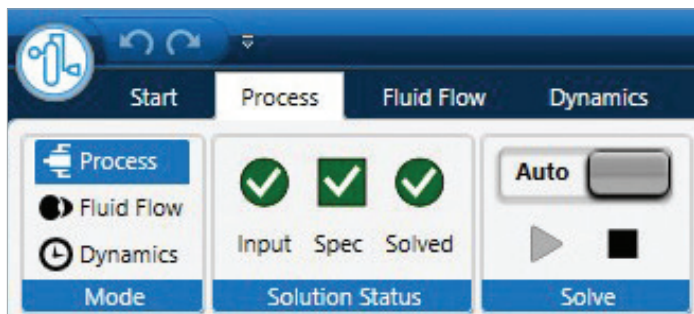 Start Process Fluid Flow Dynamics
Process
Fluid Flow
Dynamics
Mode
Input Spec Solved
Solution Status
Auto
Solve